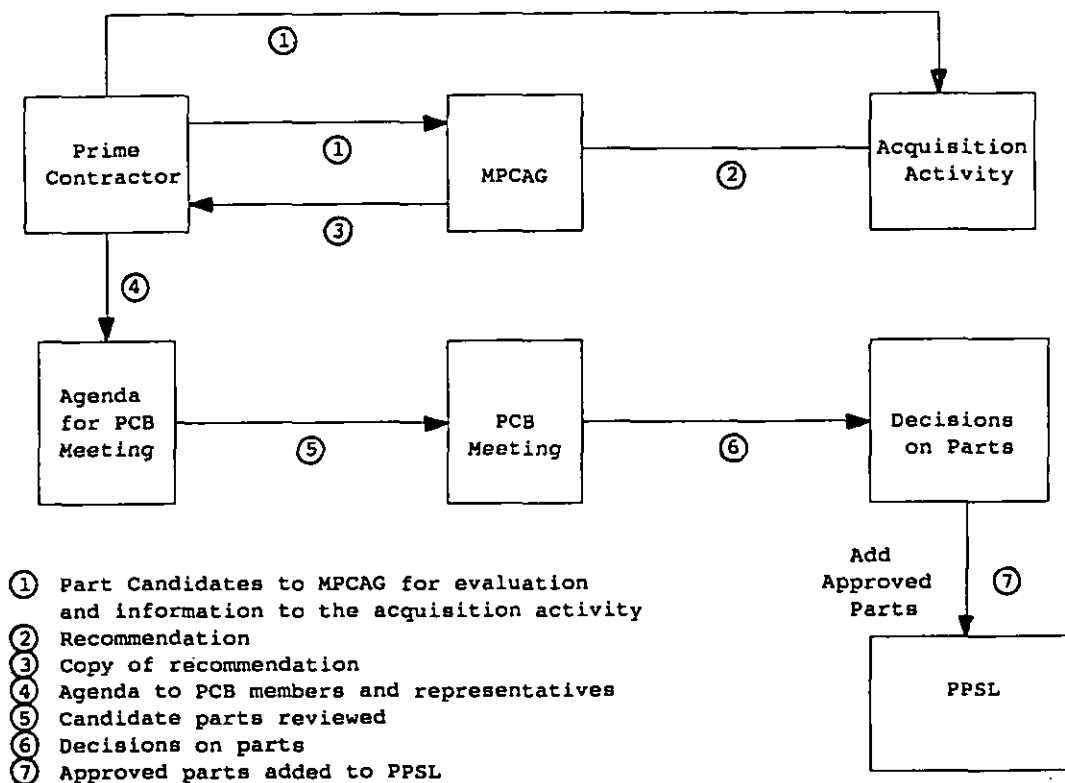 ①
Prime
Contractor
①
MPCAG
②
Acquisition
Activity
③
④
Agenda
for PCB
Meeting
⑤
PCB
Meeting
⑥
Decisions
on Parts
Add
Approved
Parts
⑦
PPSL
① Part Candidates to MPCAG for evaluation
and information to the acquisition activity
② Recommendation
③ Copy of recommendation
④ Agenda to PCB members and representatives
⑤ Candidate parts reviewed
⑥ Decisions on parts
⑦ Approved parts added to PPSL